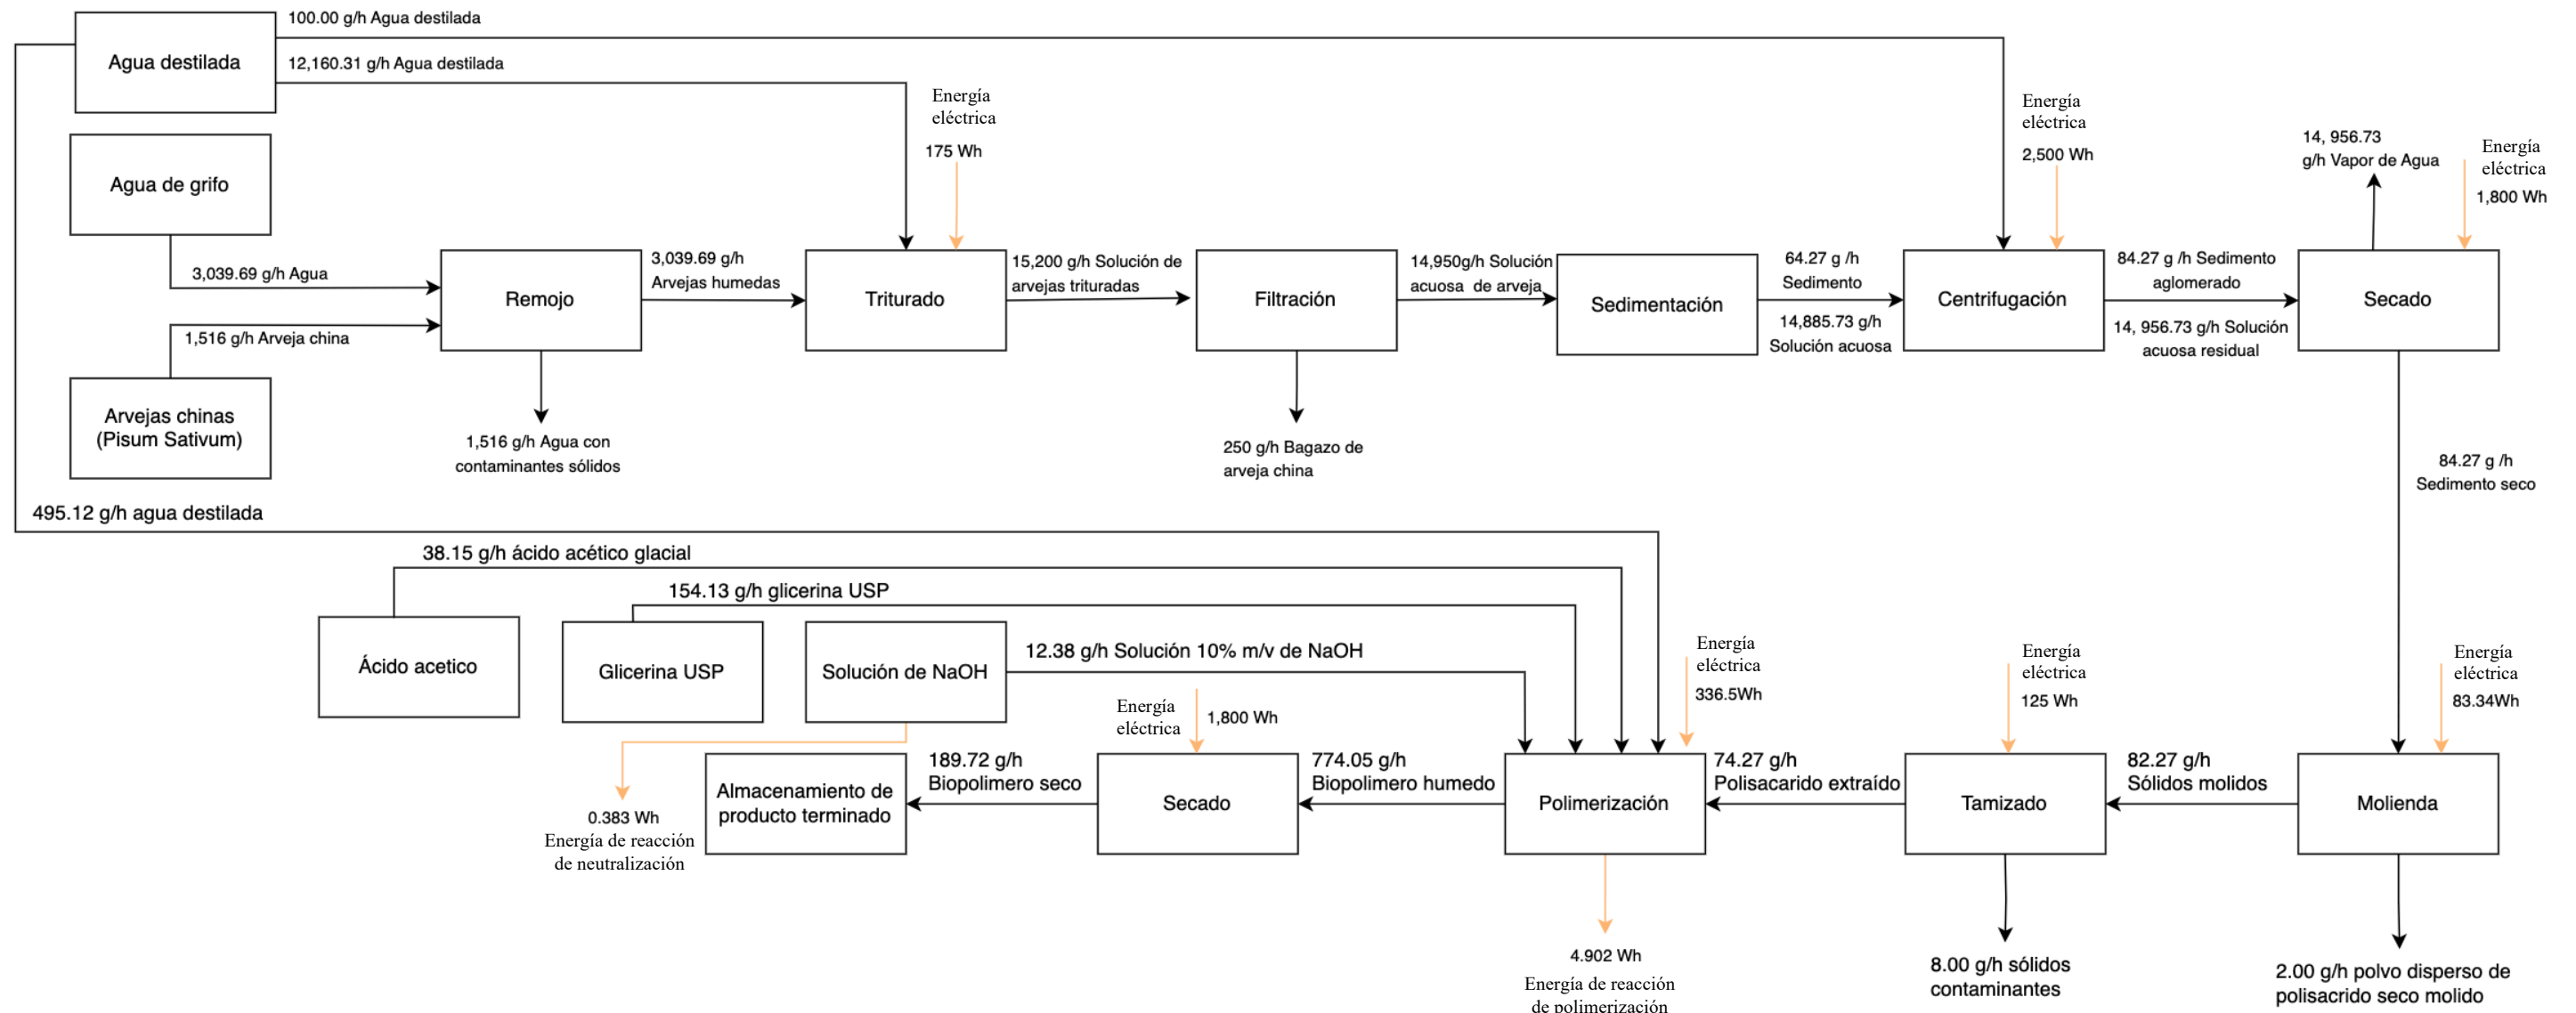 100.00 g/h Agua destilada
Agua destilada
12,160.31 g/h Agua destilada
Energía
eléctrica
175 Wh
Energía
eléctrica
2,500 Wh
14, 956.73
g/h Vapor de Agua
Energía
eléctrica
1,800 Wh
Agua de grifo
3,039.69 g/h Agua
Remojo
3,039.69 g/h
Arvejas humedas
Triturado
15,200 g/h Solución de
arvejas trituradas
Filtración
14,950g/h Solución
acuosa de arveja
Sedimentación
64.27 g /h
Sedimento
14,885.73 g/h
Solución acuosa
Centrifugación
84.27 g /h Sedimento
aglomerado
14, 956.73 g/h Solución
acuosa residual
Secado
1,516 g/h Arveja china
Arvejas chinas
(Pisum Sativum)
1,516 g/h Agua con
contaminantes sólidos
250 g/h Bagazo de
arveja china
84.27 g /h
Sedimento seco
495.12 g/h agua destilada
38.15 g/h ácido acético glacial
154.13 g/h glicerina USP
Ácido acetico
Glicerina USP
Solución de NaOH
12.38 g/h Solución 10% m/v de NaOH
Energía
eléctrica
336.5Wh
Energía
eléctrica
125 Wh
Energía
eléctrica
83.34Wh
Energía
eléctrica
1,800 Wh
Almacenamiento de
producto terminado
189.72 g/h
Biopolimero seco
Secado
774.05 g/h
Biopolimero humedo
Polimerización
74.27 g/h
Polisacarido extraído
Tamizado
82.27 g/h
Sólidos molidos
Molienda
0.383 Wh
Energía de reacción
de neutralización
4.902 Wh
Energía de reacción
de polimerización
8.00 g/h sólidos
contaminantes
2.00 g/h polvo disperso de
polisacrido seco molido